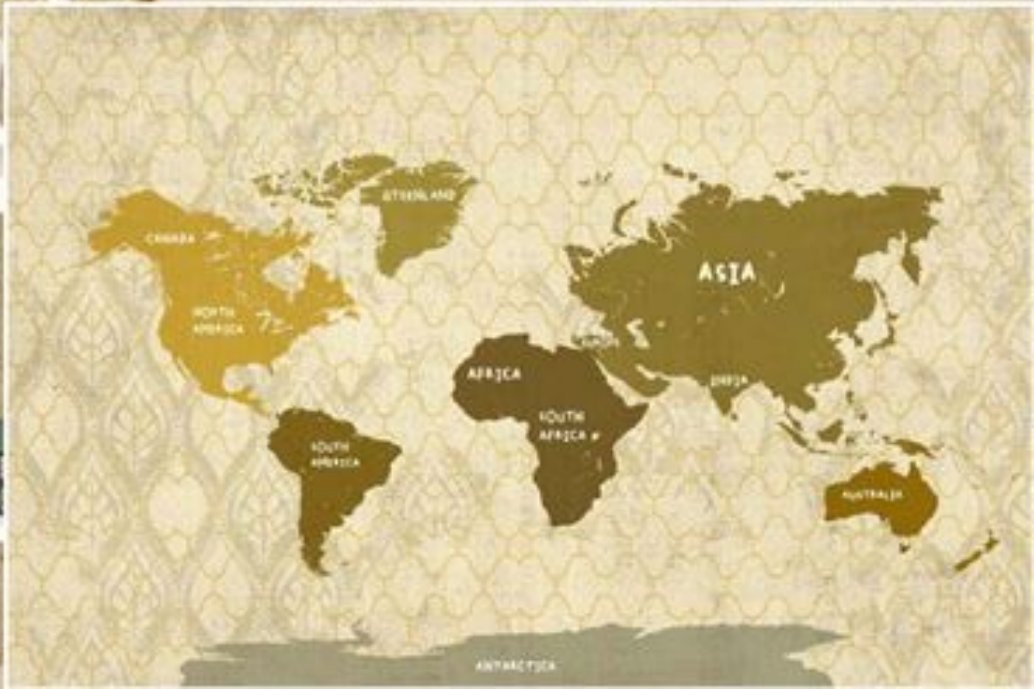 GREENLAND
CANADA
ASIA
NORTH
AMERICA
AFRICA
INDIA
SOUTH
AFRICA
SOUTH
AMERICA
AUSTRALIA
ANTARCTICA